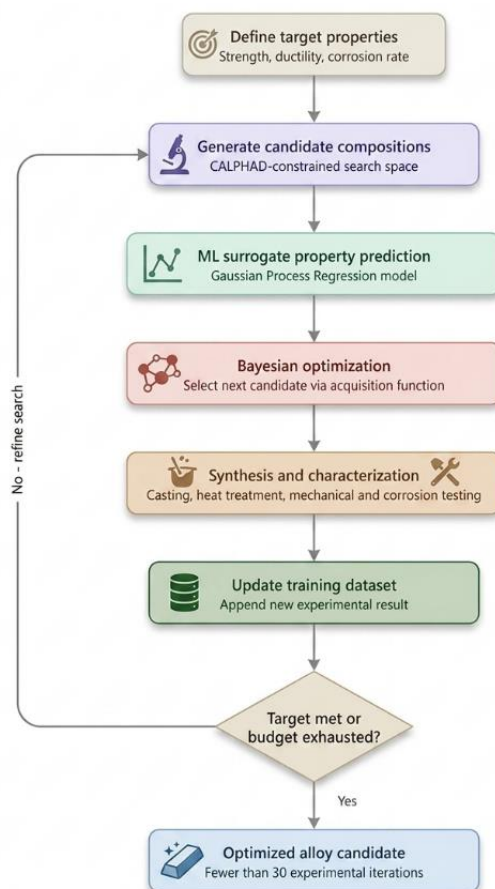 Define target properties
Strength, ductility, corrosion rate
Generate candidate compositions
CALPHAD-constrained search space
ML surrogate property prediction
Gaussian Process Regression model
Bayesian optimization
Select next candidate via acquisition function
Synthesis and characterization
Casting, heat treatment, mechanical and corrosion testing
Update training dataset
Append new experimental result
Target met or
budget exhausted?
No - refine search
Yes
Optimized alloy candidate
Fewer than 30 experimental iterations